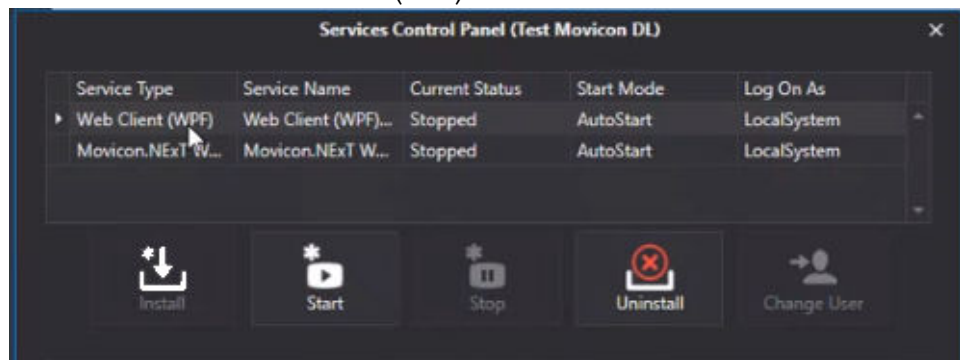 Services Control Panel (Test Movicon DL)
Service Type Service Name Current Status Start Mode Log On As
Web Client (WPF) Web Client (WPF)... Stopped AutoStart LocalSystem
Movicon.NExT W... Movicon.NExT W... Stopped AutoStart LocalSystem
Install Start Stop Uninstall Change User